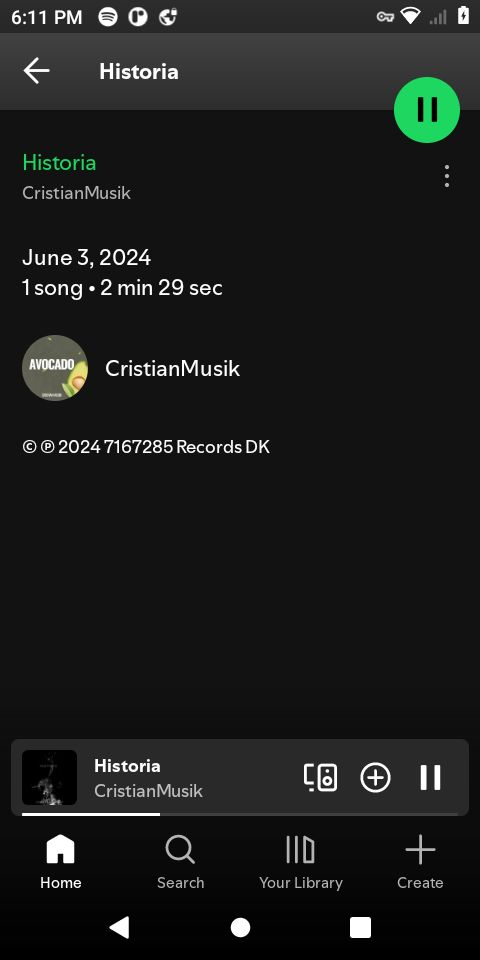 6:11 PM
Historia
Historia
CristianMusik
June 3, 2024
1 song • 2 min 29 sec
AVOCADO
CristianMusik
© ℗ 2024 7167285 Records DK
Historia
CristianMusik
Home
Search
Your Library
Create